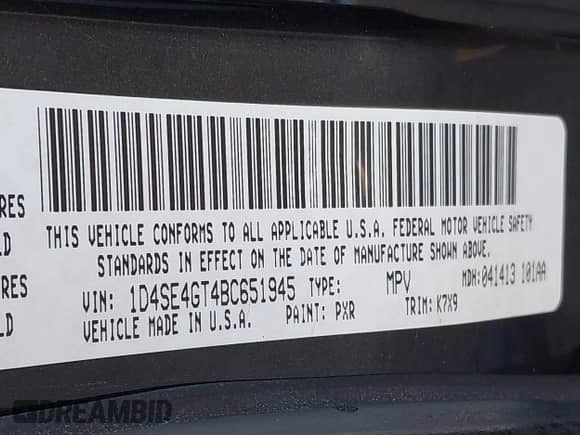 RES
LD
RES
LD
THIS VEHICLE CONFORMS TO ALL APPLICABLE U.S.A. FEDERAL MOTOR VEHICLE SAFETY
STANDARDS IN EFFECT ON THE DATE OF MANUFACTURE SHOWN ABOVE.
VIN: 1D4SE4GT4BC651945 TYPE: MPV MDH:041413 101AA
VEHICLE MADE IN U.S.A. PAINT: PXR TRIM: K7X9
DREAMBID